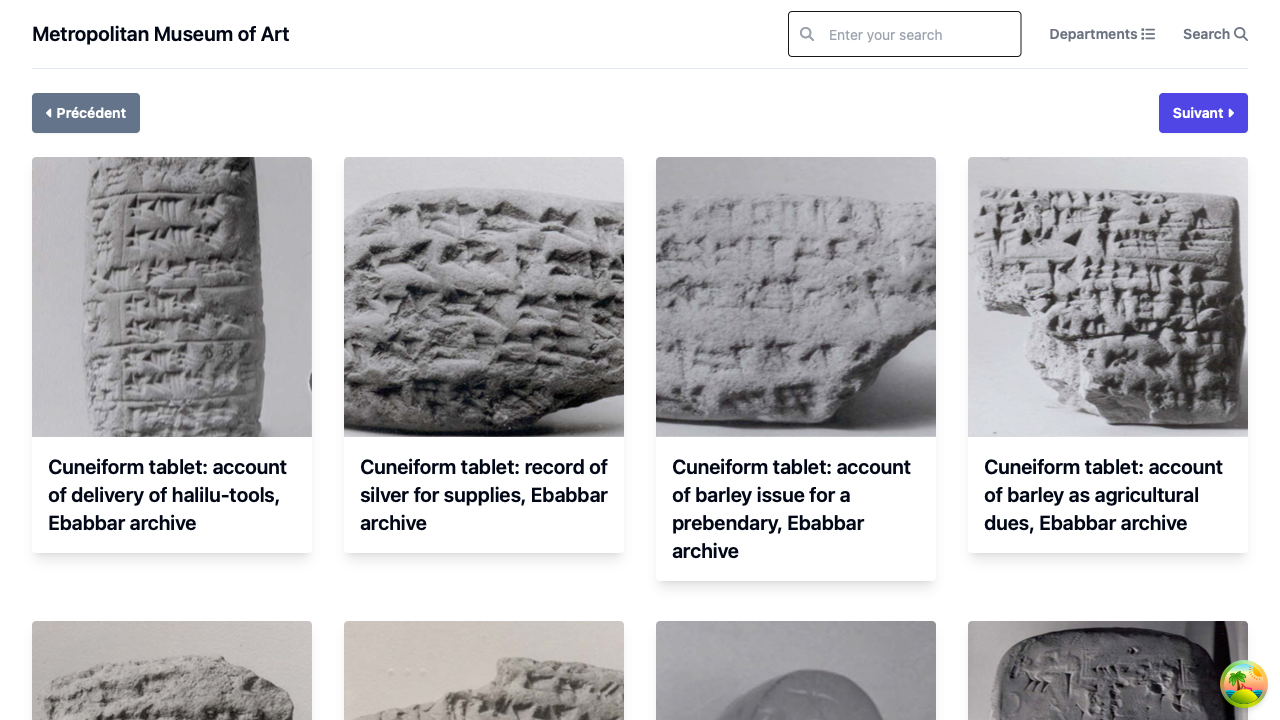 Metropolitan Museum of Art
Enter your search
Departments
Search
Précédent
Suivant
Cuneiform tablet: account
of delivery of halilu-tools,
Ebabbar archive
Cuneiform tablet: record of
silver for supplies, Ebabbar
archive
Cuneiform tablet: account
of barley issue for a
prebendary, Ebabbar
archive
Cuneiform tablet: account
of barley as agricultural
dues, Ebabbar archive